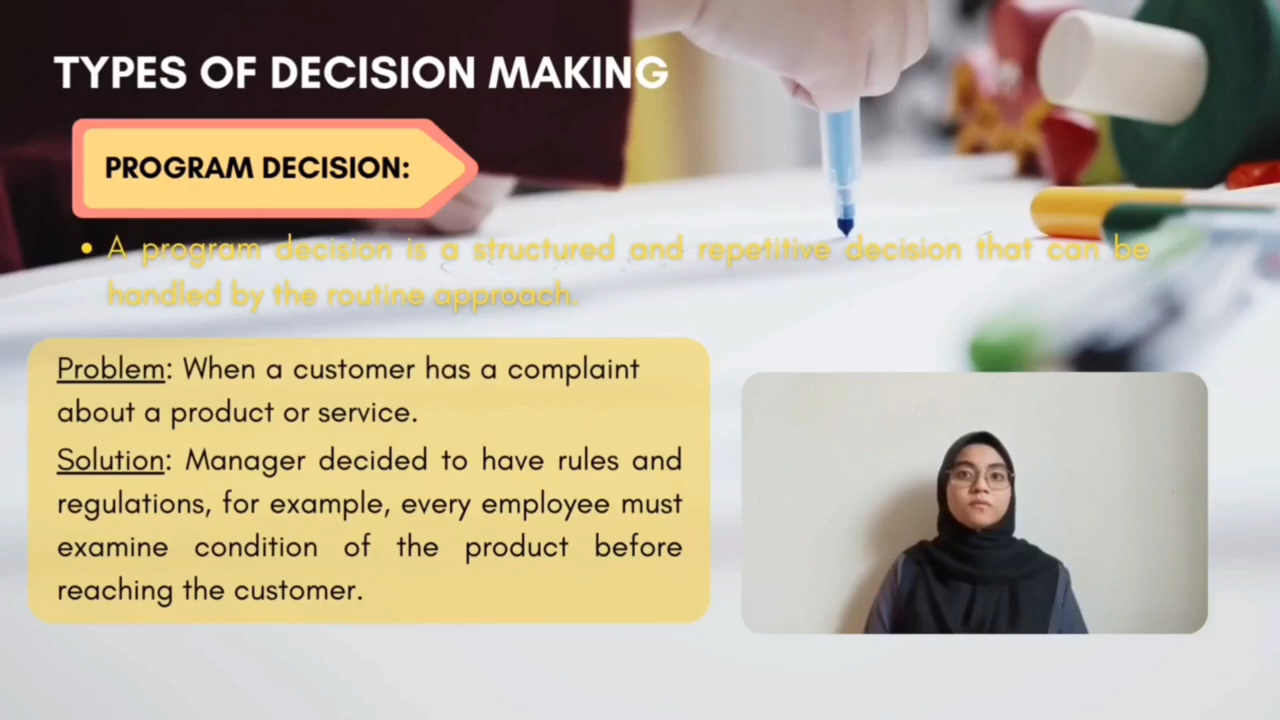 TYPES OF DECISION MAKING
PROGRAM DECISION:
• A program decision is a structured and repetitive decision that can be
handled by the routine approach.
Problem: When a customer has a complaint
about a product or service.
Solution: Manager decided to have rules and
regulations, for example, every employee must
examine condition of the product before
reaching the customer.